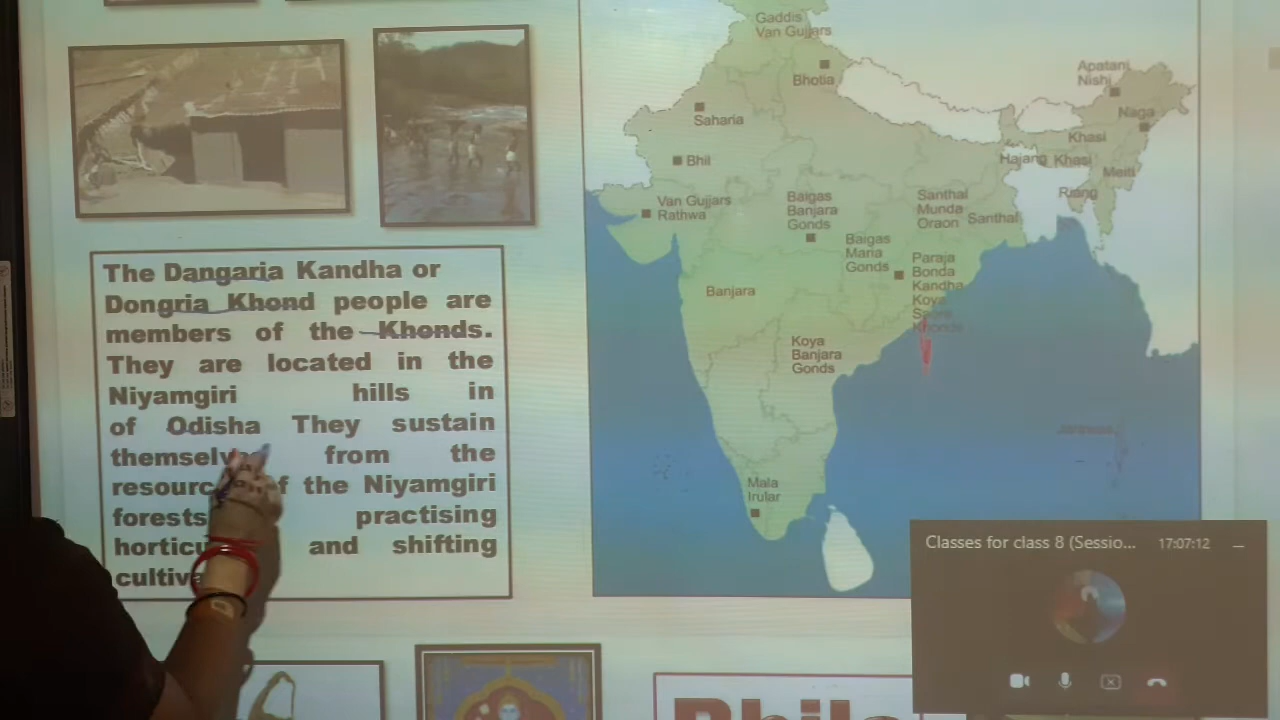 The Dangaria Kandha or
Dongria Khond people are
members of the Khonds.
They are located in the
Niyamgiri hills in
of Odisha They sustain
from the
of the Niyamgiri
forests practising
and shifting
Gaddis
Van Gujjars
Bhotia
Saharia
Bhil
Van Gujjars
Rathwa
Baigas
Banjara
Gonds
Banjara
Baigas
Maria
Gonds
Koya
Banjara
Gonds
Mala
Irular
Santhal
Munda
Oraon
Santhal
Paraja
Bonda
Kandha
Koya
Apatani
Nishi
Naga
Khasi
Hajang Khasi
Meiti
Riang
Classes for class 8 (Sessio... 17:07:12